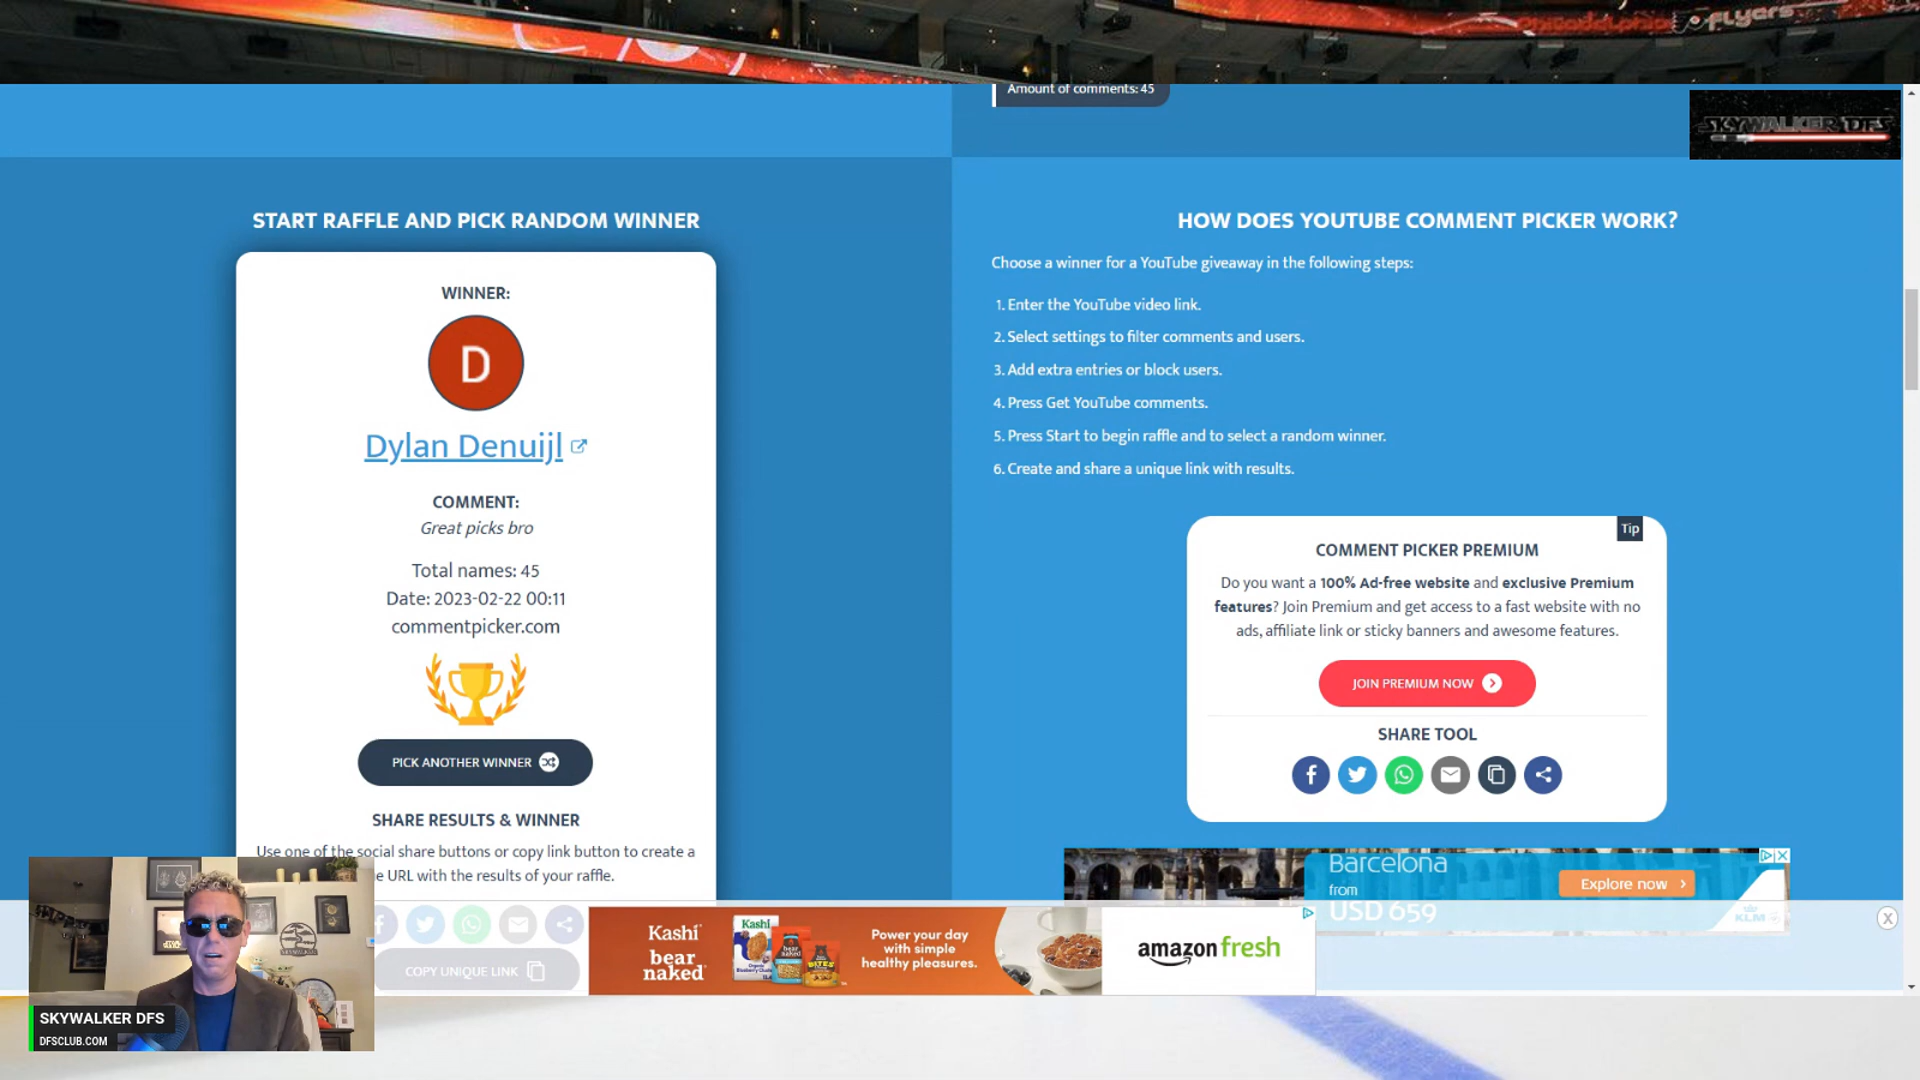 Philadelphia
FLYERS
Amount of comments: 45
SKYWALKER DFS
START RAFFLE AND PICK RANDOM WINNER
WINNER:
D
Dylan Denuijl
COMMENT:
Great picks bro
Total names: 45
Date: 2023-02-22 00:11
commentpicker.com
PICK ANOTHER WINNER
SHARE RESULTS & WINNER
Use one of the social share buttons or copy link button to create a
e URL with the results of your raffle.
COPY UNIQUE LINK
HOW DOES YOUTUBE COMMENT PICKER WORK?
Choose a winner for a YouTube giveaway in the following steps:
1. Enter the YouTube video link.
2. Select settings to filter comments and users.
3. Add extra entries or block users.
4. Press Get YouTube comments.
5. Press Start to begin raffle and to select a random winner.
6. Create and share a unique link with results.
Tip
COMMENT PICKER PREMIUM
Do you want a 100% Ad-free website and exclusive Premium
features? Join Premium and get access to a fast website with no
ads, affiliate link or sticky banners and awesome features.
JOIN PREMIUM NOW
SHARE TOOL
Barcelona
from
USD 659
Explore now
KLM
Kashi
bear
naked
Kashi
Power your day
with simple
healthy pleasures.
amazon fresh
SKYWALKER DFS
DFSCLUB.COM